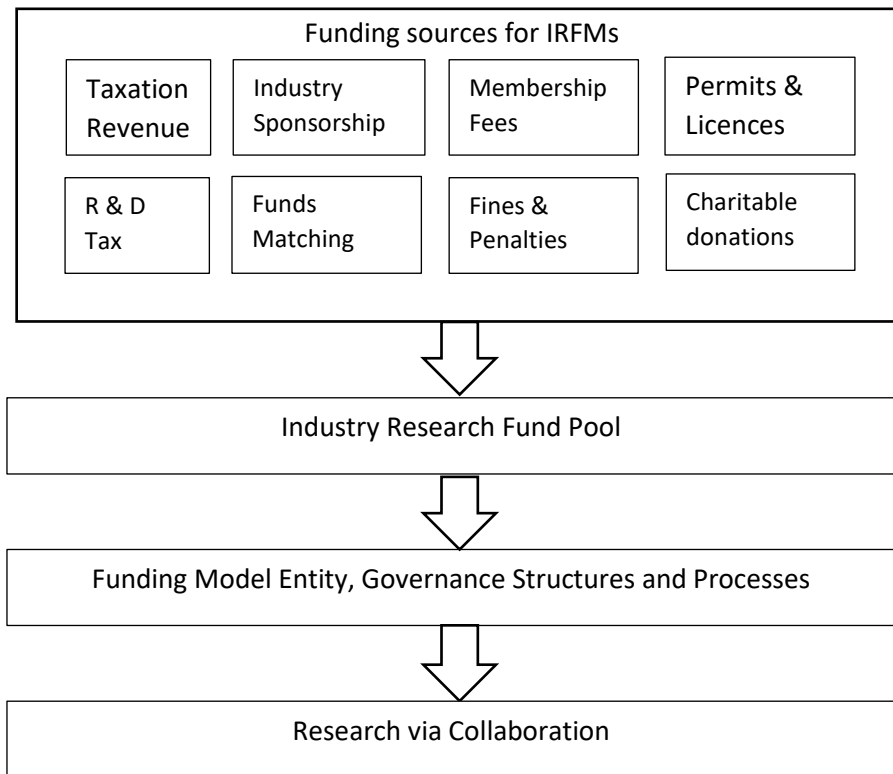 Funding sources for IRFMs
Taxation
Revenue
Industry
Sponsorship
Membership
Fees
Permits &
Licences
R & D
Tax
Funds
Matching
Fines &
Penalties
Charitable
donations
Industry Research Fund Pool
Funding Model Entity, Governance Structures and Processes
Research via Collaboration